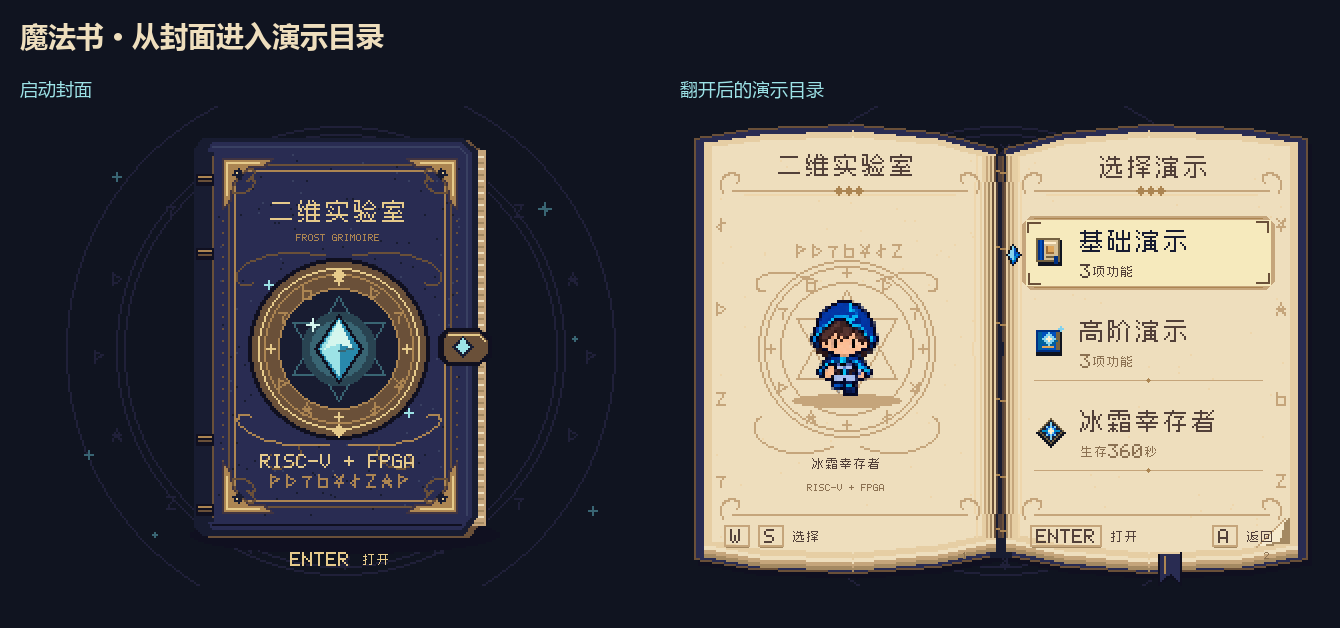 魔法书·从封面进入演示目录
启动封面
二维实验室
FROST GRIMOIRE
RISC-V + FPGA
ENTER 打开
翻开后的演示目录
二维实验室
冰霜幸存者
RISC-V + FPGA
W S 选择
选择演示
基础演示
3项功能
高阶演示
3项功能
冰霜幸存者
生存360秒
ENTER 打开
A 返回